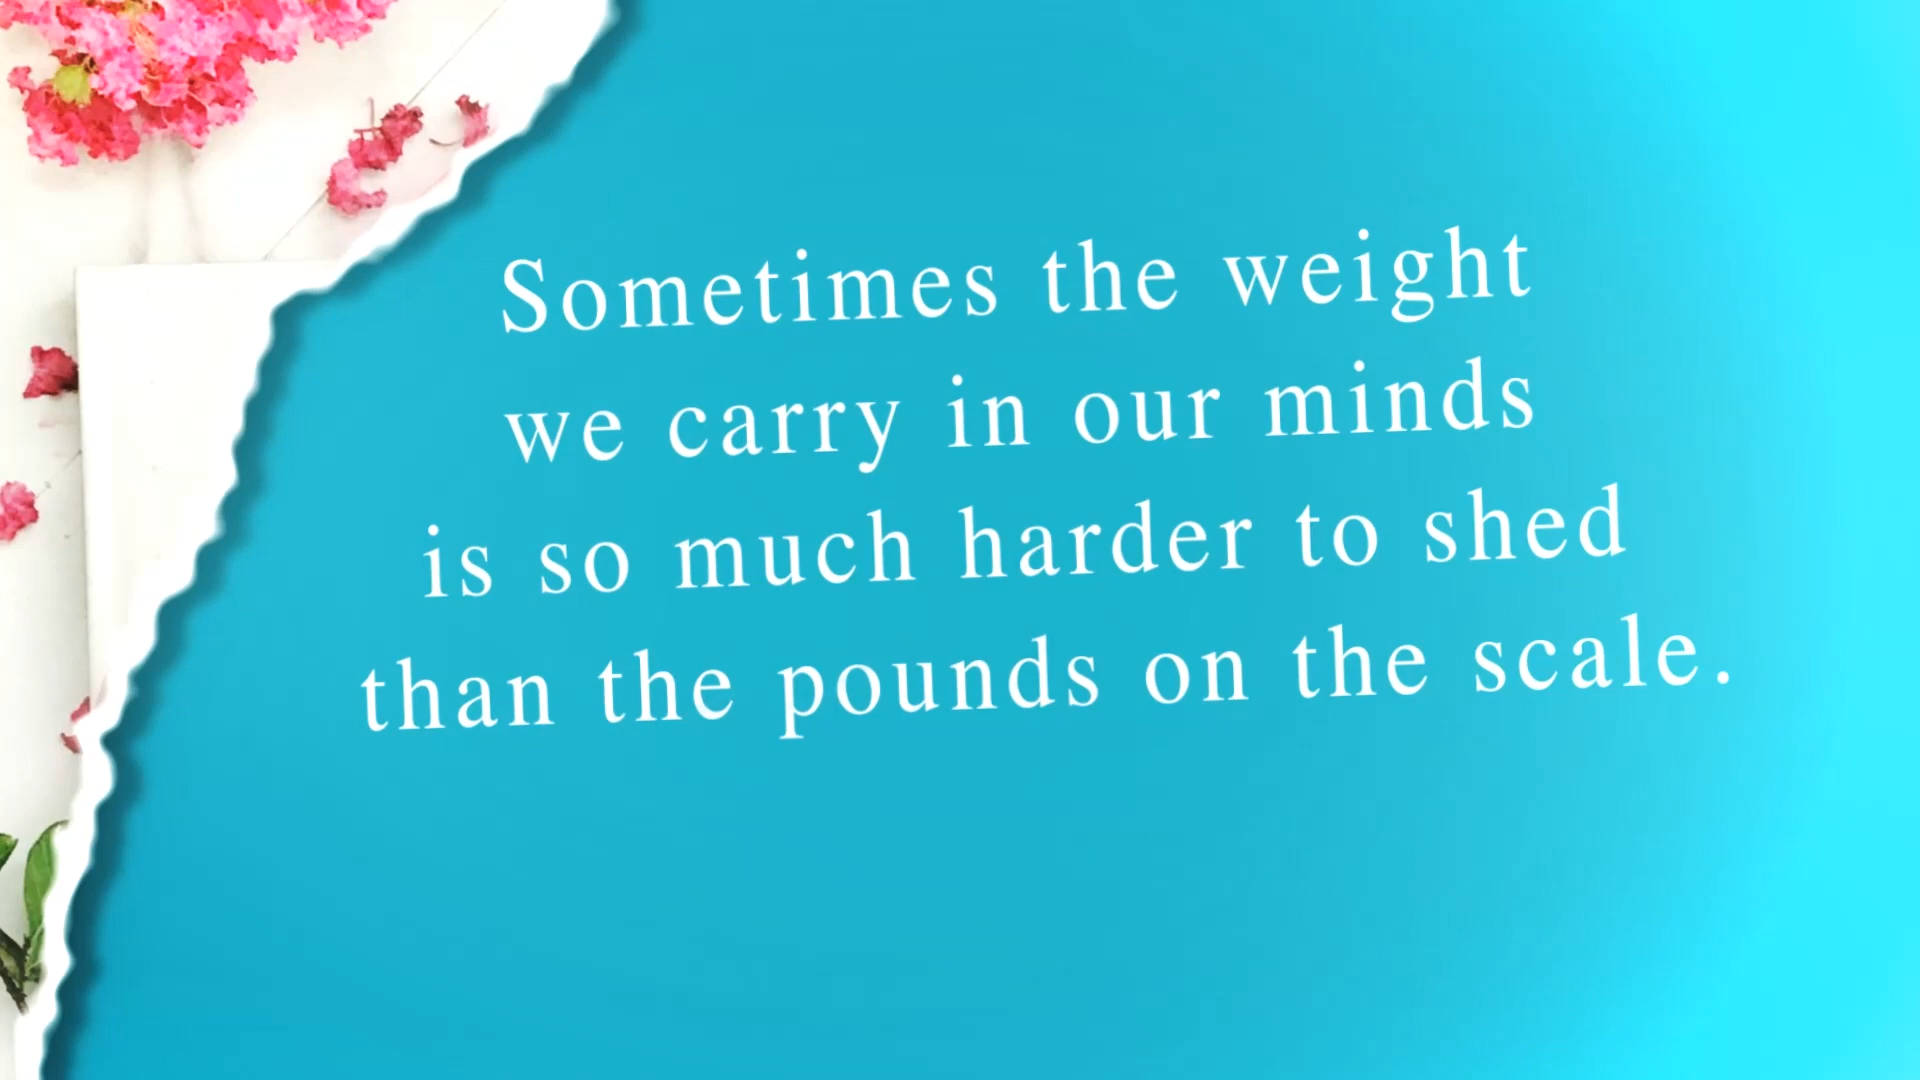 Sometimes the weight
we carry in our minds
is so much harder to shed
than the pounds on the scale.